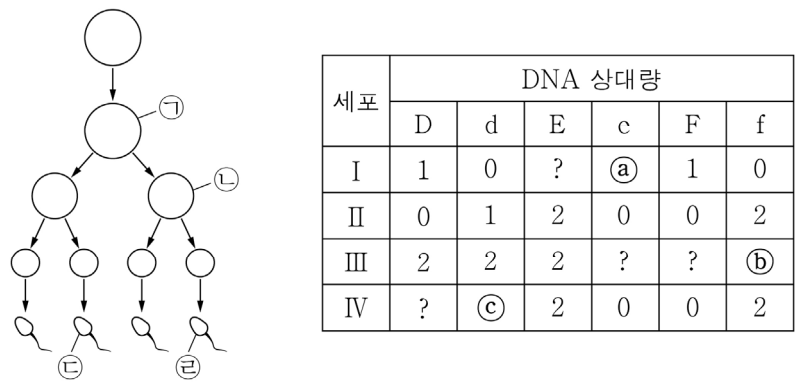 ㉠
㉡
㉢
㉣
세포 DNA 상대량
D d E c F f
Ⅰ 1 0 ? ⓐ 1 0
Ⅱ 0 1 2 0 0 2
Ⅲ 2 2 2 ? ? ⓑ
Ⅳ ? ⓒ 2 0 0 2